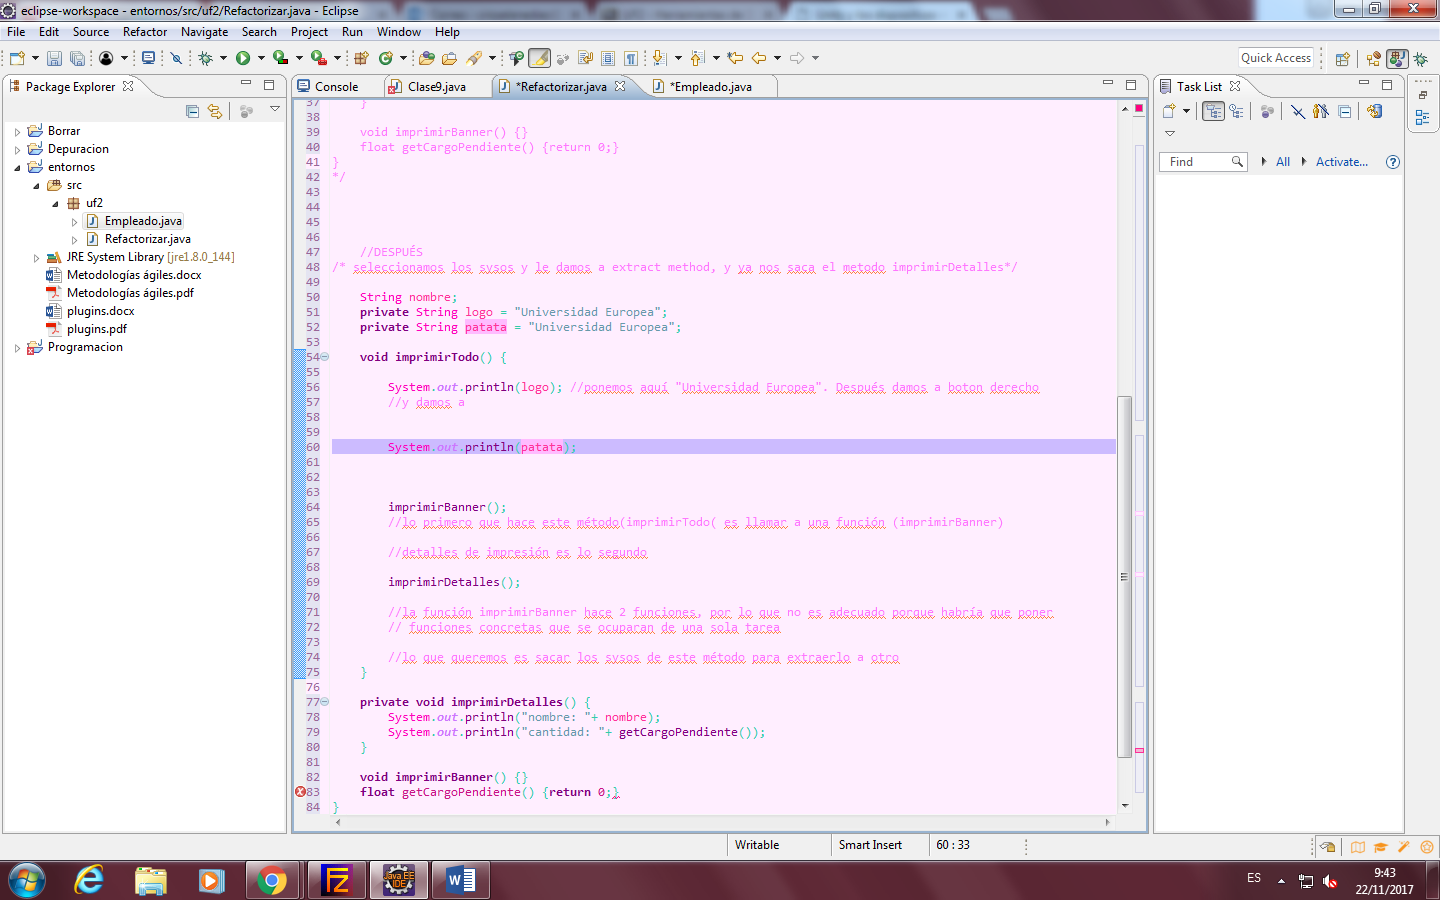 eclipse-workspace - entornos/src/uf2/Refactorizar.java - Eclipse
File Edit Source Refactor Navigate Search Project Run Window Help
Quick Access
Package Explorer
Borrar
Depuracion
entornos
src
uf2
Empleado.java
Refactorizar.java
JRE System Library [jre1.8.0_144]
Metodologías ágiles.docx
Metodologías ágiles.pdf
plugins.docx
plugins.pdf
Programacion
Console Clase9.java *Refactorizar.java *Empleado.java
37 }
38
39 void imprimirBanner() {}
40 float getCargoPendiente() {return 0;}
41 }
42 */
43
44
45
46
47 //DESPUÉS
48 /* seleccionamos los sysos y le damos a extract method, y ya nos saca el metodo imprimirDetalles*/
49
50 String nombre;
51 private String logo = "Universidad Europea";
52 private String patata = "Universidad Europea";
53
54 void imprimirTodo() {
55
56 System.out.println(logo); //ponemos aquí "Universidad Europea". Después damos a boton derecho
57 //y damos a
58
59
60 System.out.println(patata);
61
62
63
64 imprimirBanner();
65 //lo primero que hace este método(imprimirTodo( es llamar a una función (imprimirBanner)
66
67 //detalles de impresión es lo segundo
68
69 imprimirDetalles();
70
71 //la función imprimirBanner hace 2 funciones, por lo que no es adecuado porque habría que poner
72 // funciones concretas que se ocuparan de una sola tarea
73
74 //lo que queremos es sacar los sysos de este método para extraerlo a otro
75 }
76
77 private void imprimirDetalles() {
78 System.out.println("nombre: "+ nombre);
79 System.out.println("cantidad: "+ getCargoPendiente());
80 }
81
82 void imprimirBanner() {}
83 float getCargoPendiente() {return 0;}
84 }
Task List
Find All Activate...
Writable Smart Insert 60 : 33
Java EE
IDE
ES
9:43
22/11/2017